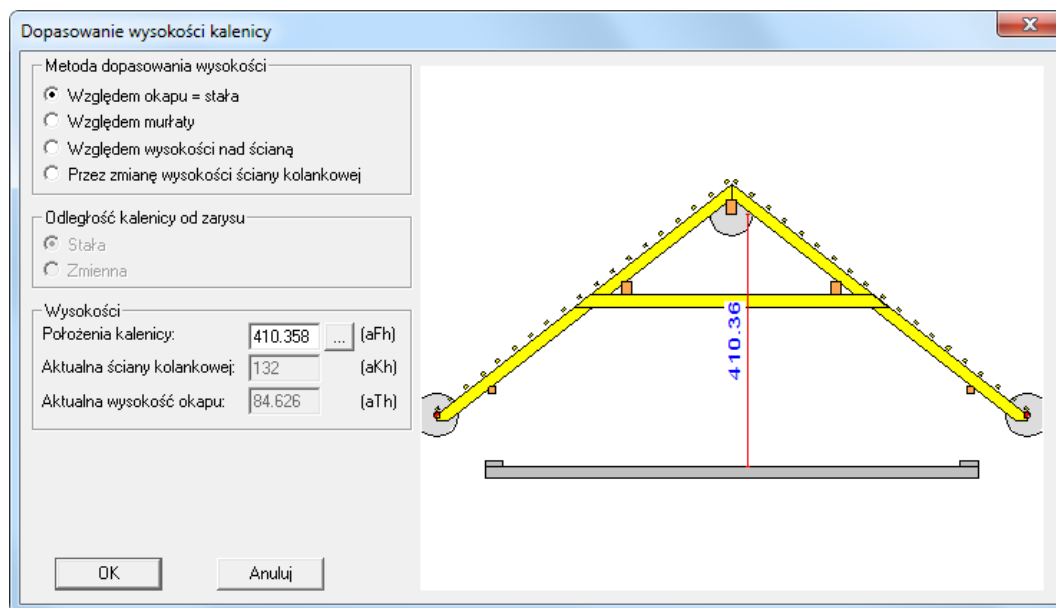 Dopasowanie wysokości kalenicy
Metoda dopasowania wysokości
Względem okapu = stała
Względem murłaty
Względem wysokości nad ścianą
Przez zmianę wysokości ściany kolankowej
Odległość kalenicy od zarysu
Stała
Zmienna
Wysokości
Położenia kalenicy: 410.358 ... (aFh)
Aktualna ściany kolankowej: 132 (aKh)
Aktualna wysokość okapu: 84.626 (aTh)
OK Anuluj
410.36